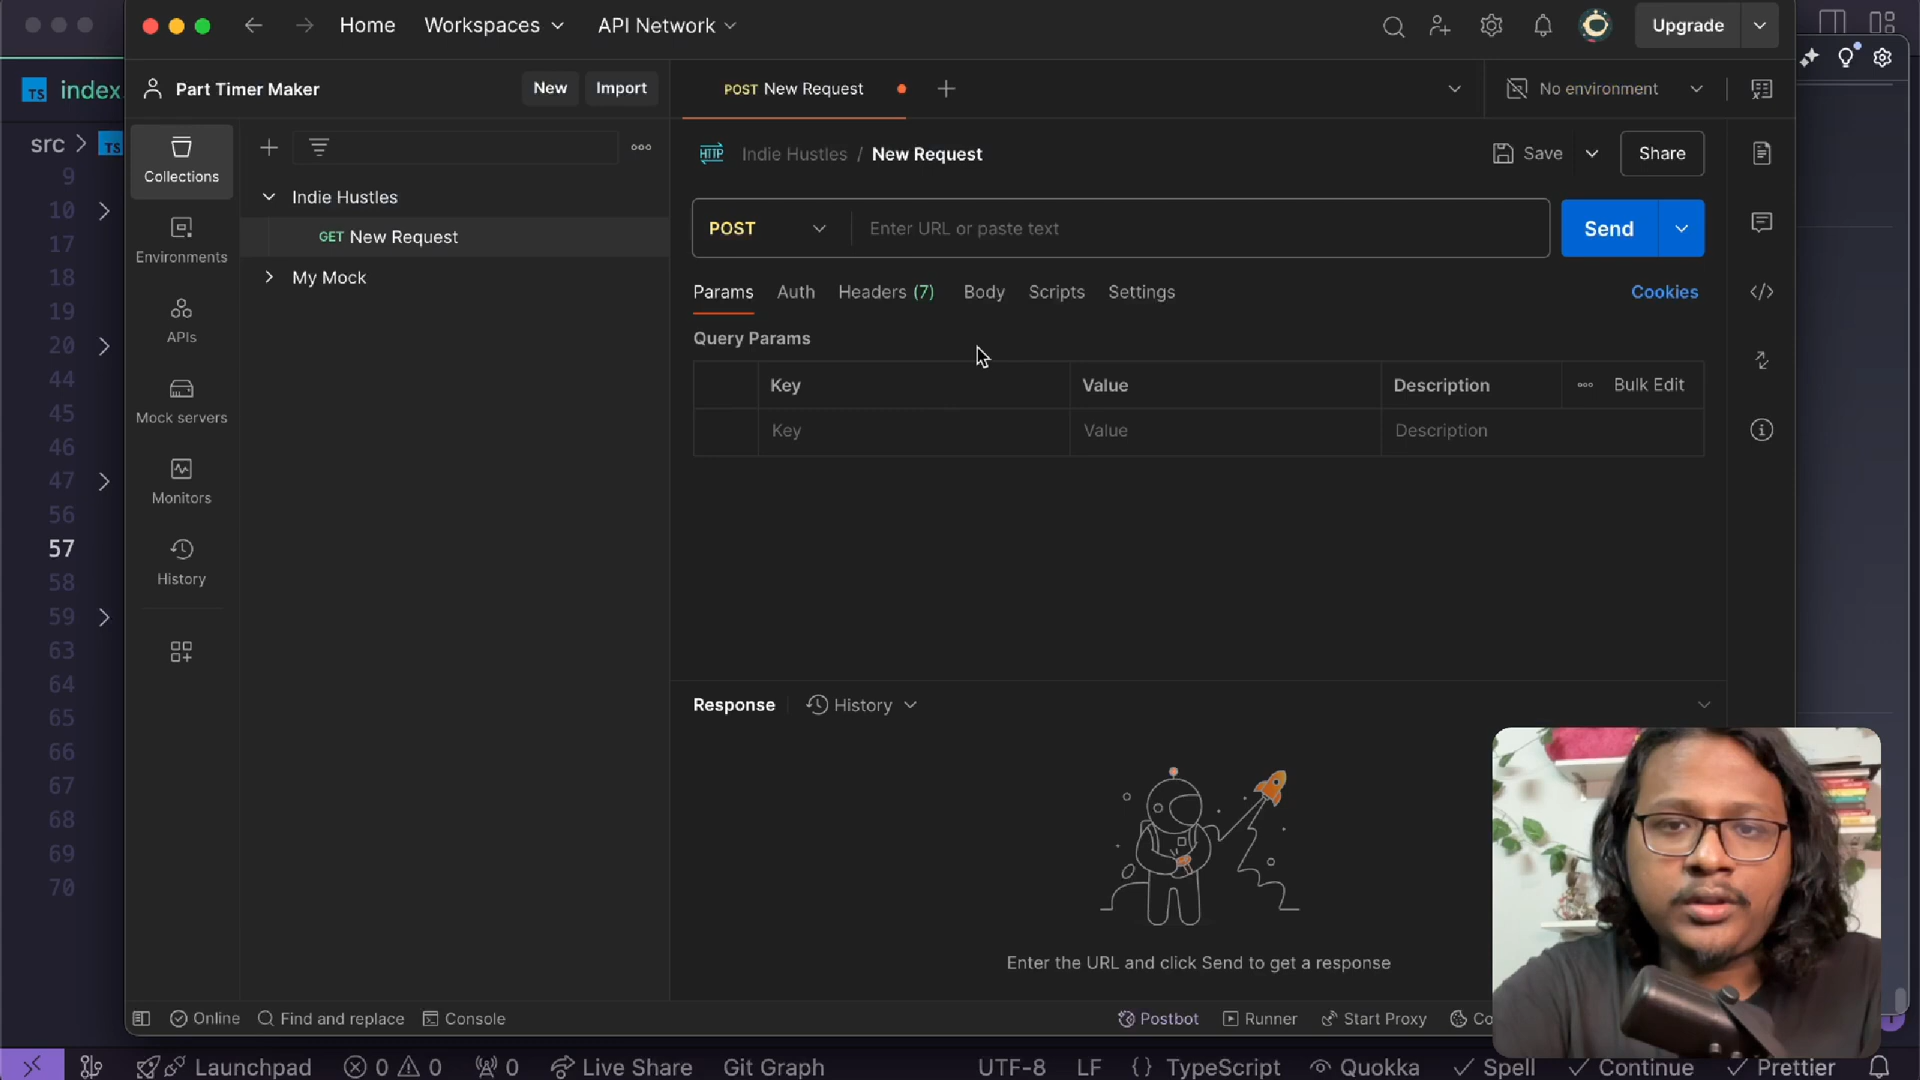 Home
Workspaces
API Network
Upgrade
TS index.
Part Timer Maker
New
Import
POST New Request
No environment
src > TS
Collections
Indie Hustles / New Request
Save
Share
Indie Hustles
GET New Request
My Mock
POST
Enter URL or paste text
Send
Environments
Params
Auth
Headers (7)
Body
Scripts
Settings
Cookies
APIs
Query Params
Key
Value
Description
Bulk Edit
Key
Value
Description
Mock servers
Monitors
History
9
10
17
18
19
20
44
45
46
47
56
57
58
59
63
64
65
66
67
68
69
70
Response
History
Enter the URL and click Send to get a response
Online
Find and replace
Console
Postbot
Runner
Start Proxy
Co
Launchpad
0
0
0
Live Share
Git Graph
UTF-8
LF
{ } TypeScript
Quokka
Spell
Continue
Prettier